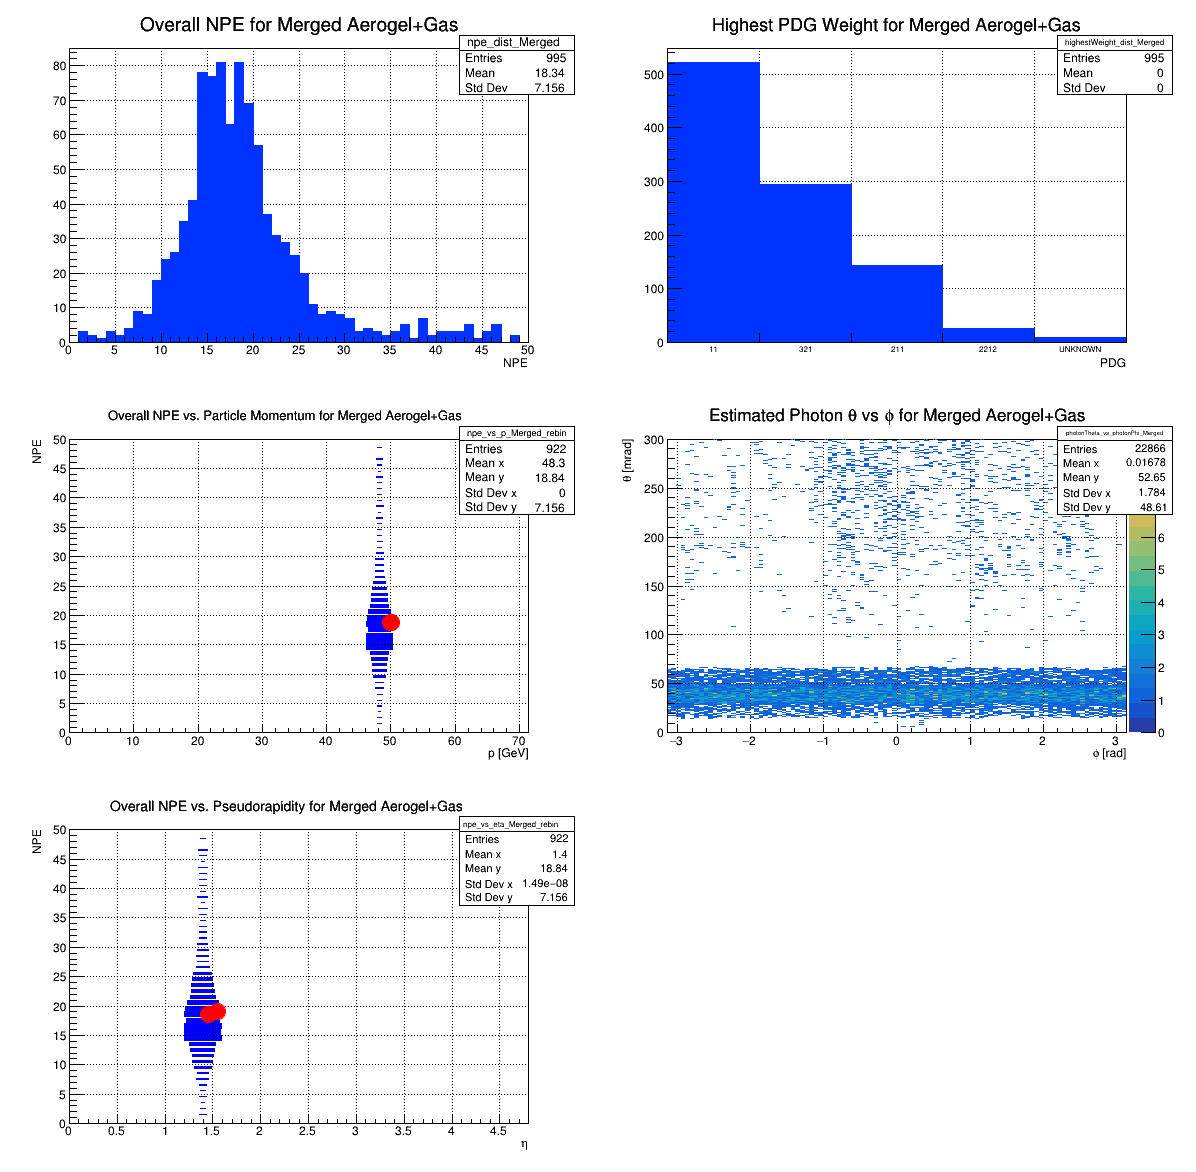 Overall NPE for Merged Aerogel+Gas
npe_dist_Merged
Entries 995
Mean 18.34
Std Dev 7.156
80
70
60
50
40
30
20
10
0
0 5 10 15 20 25 30 35 40 45 50
NPE
Highest PDG Weight for Merged Aerogel+Gas
highestWeight_dist_Merged
Entries 995
Mean 0
Std Dev 0
500
400
300
200
100
0
11 321 211 2212 UNKNOWN
PDG
Overall NPE vs. Particle Momentum for Merged Aerogel+Gas
npe_vs_p_Merged_rebin
Entries 922
Mean x 48.3
Mean y 18.84
Std Dev x 0
Std Dev y 7.156
NPE
50
45
40
35
30
25
20
15
10
5
0
0 10 20 30 40 50 60 70
p [GeV]
Estimated Photon θ vs ϕ for Merged Aerogel+Gas
photonTheta_vs_photonPhi_Merged
Entries 22866
Mean x 0.01678
Mean y 52.65
Std Dev x 1.784
Std Dev y 48.61
θ [mrad]
300
250
200
150
100
50
0
−3 −2 −1 0 1 2 3
ϕ [rad]
6
5
4
3
2
1
0
Overall NPE vs. Pseudorapidity for Merged Aerogel+Gas
npe_vs_eta_Merged_rebin
Entries 922
Mean x 1.4
Mean y 18.84
Std Dev x 1.49e−08
Std Dev y 7.156
NPE
50
45
40
35
30
25
20
15
10
5
0
0 0.5 1 1.5 2 2.5 3 3.5 4 4.5
η